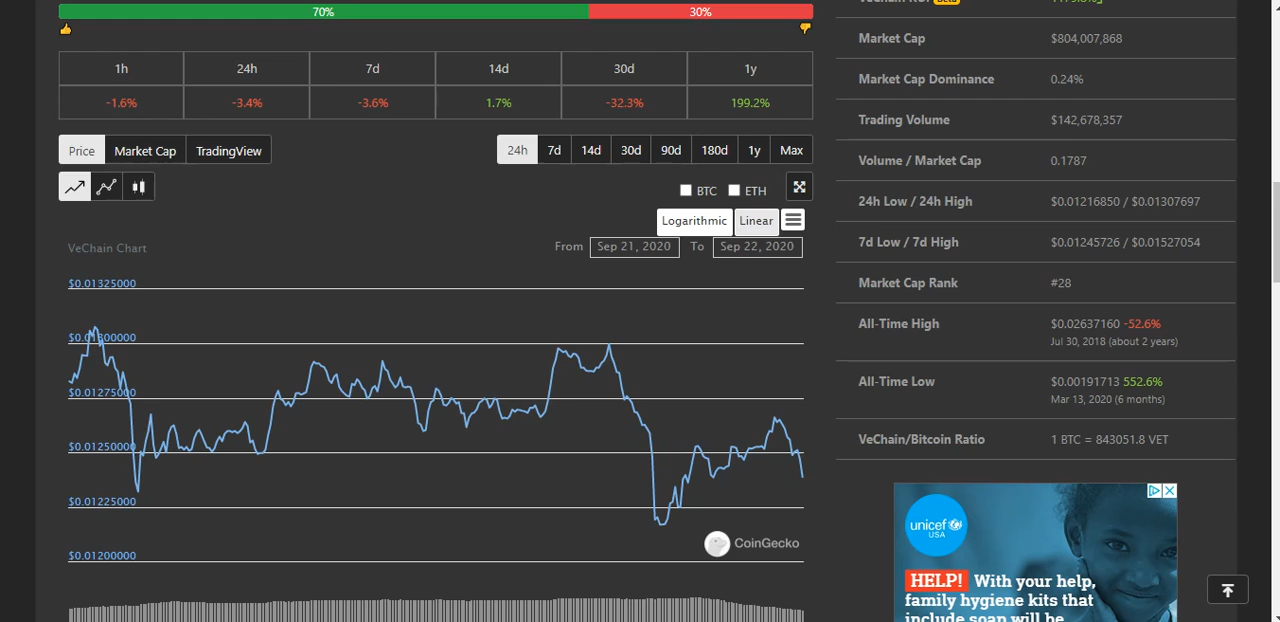 70%
30%
1h 24h 7d 14d 30d 1y
-1.6% -3.4% -3.6% 1.7% -32.3% 199.2%
Price Market Cap TradingView
24h 7d 14d 30d 90d 180d 1y Max
BTC ETH
Logarithmic Linear
VeChain Chart
From Sep 21, 2020 To Sep 22, 2020
$0.01325000
$0.01300000
$0.01275000
$0.01250000
$0.01225000
$0.01200000
CoinGecko
Market Cap $804,007,868
Market Cap Dominance 0.24%
Trading Volume $142,678,357
Volume / Market Cap 0.1787
24h Low / 24h High $0.01216850 / $0.01307697
7d Low / 7d High $0.01245726 / $0.01527054
Market Cap Rank #28
All-Time High $0.02637160 -52.6%
Jul 30, 2018 (about 2 years)
All-Time Low $0.00191713 552.6%
Mar 13, 2020 (6 months)
VeChain/Bitcoin Ratio 1 BTC = 843051.8 VET
unicef
USA
HELP! With your help,
family hygiene kits that
include soap will be